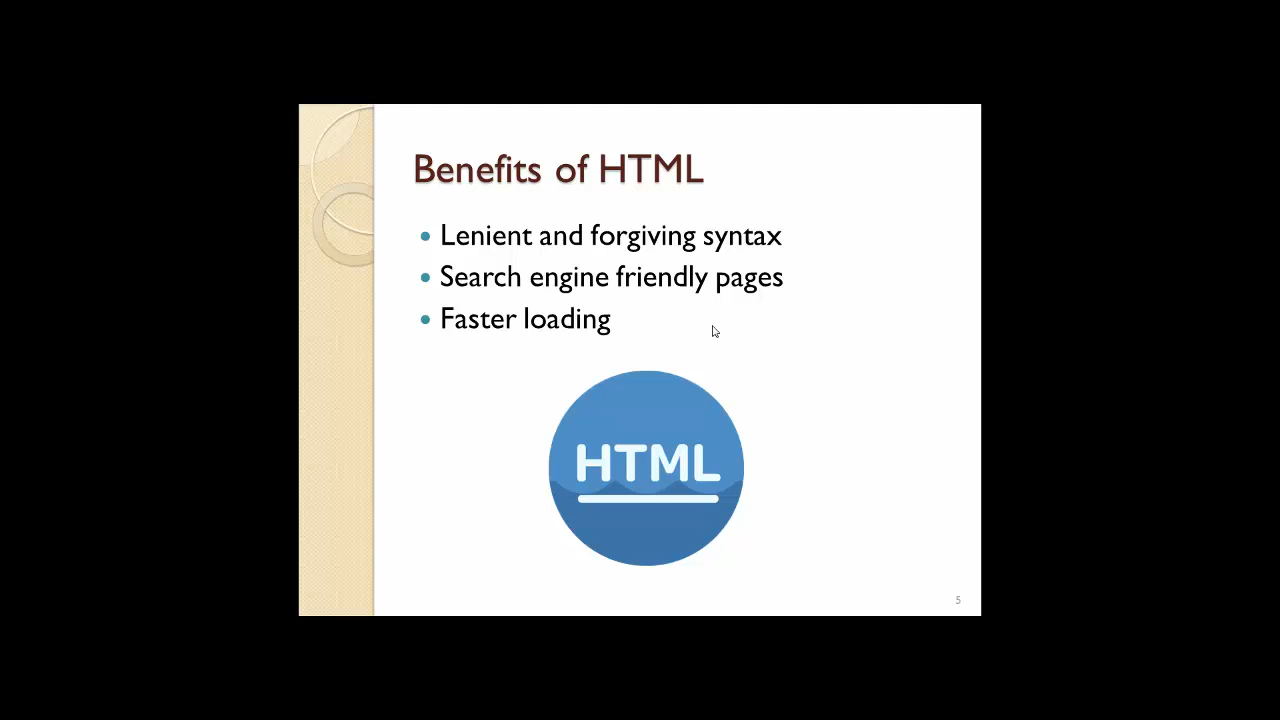 Benefits of HTML
• Lenient and forgiving syntax
• Search engine friendly pages
• Faster loading
HTML
5